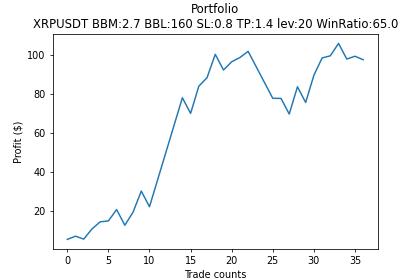 Portfolio
XRPUSDT BBM:2.7 BBL:160 SL:0.8 TP:1.4 lev:20 WinRatio:65.0
100
80
60
40
20
Profit ($)
0 5 10 15 20 25 30 35
Trade counts